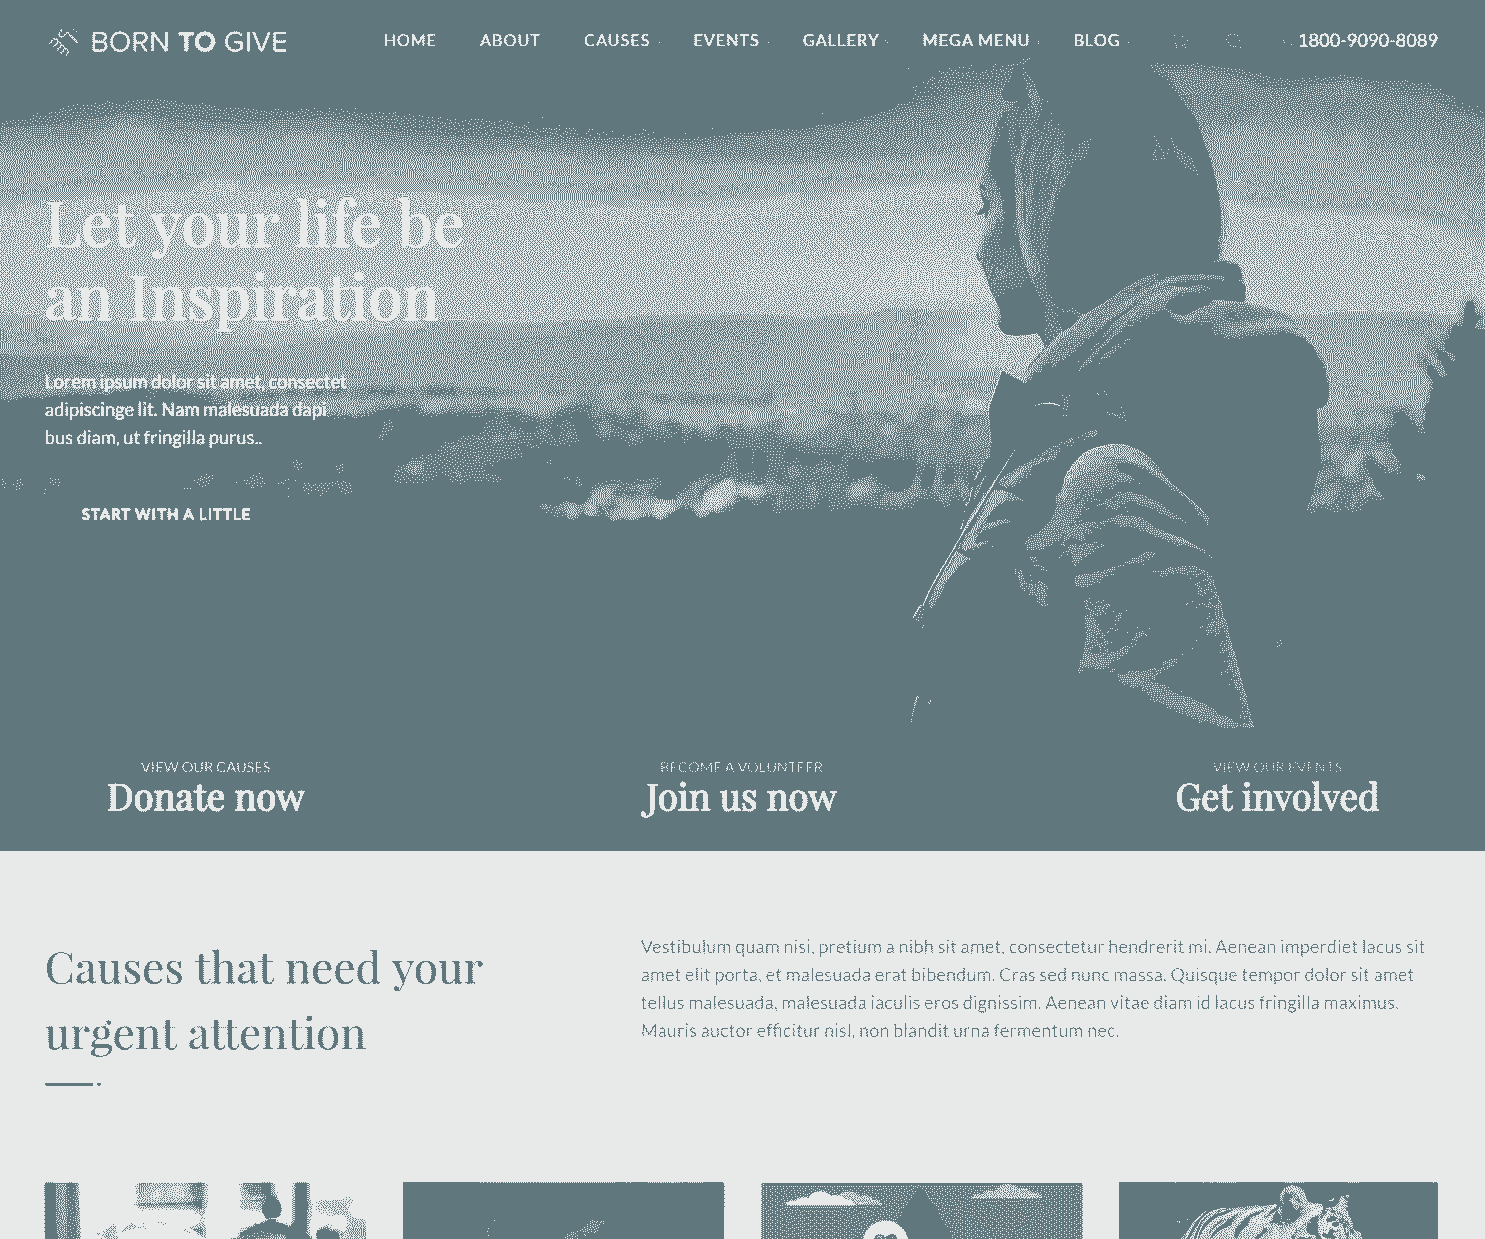 BORN TO GIVE
HOME ABOUT CAUSES EVENTS GALLERY MEGA MENU BLOG 1800-9090-8089
Let your life be
an Inspiration
Lorem ipsum dolor sit amet, consectet
adipiscinge lit. Nam malesuada dapi
bus diam, ut fringilla purus..
START WITH A LITTLE
VIEW OUR CAUSES
Donate now
BECOME A VOLUNTEER
Join us now
VIEW OUR EVENTS
Get involved
Causes that need your
urgent attention
Vestibulum quam nisi, pretium a nibh sit amet, consectetur hendrerit mi. Aenean imperdiet lacus sit
amet elit porta, et malesuada erat bibendum. Cras sed nunc massa. Quisque tempor dolor sit amet
tellus malesuada, malesuada iaculis eros dignissim. Aenean vitae diam id lacus fringilla maximus.
Mauris auctor efficitur nisl, non blandit urna fermentum nec.